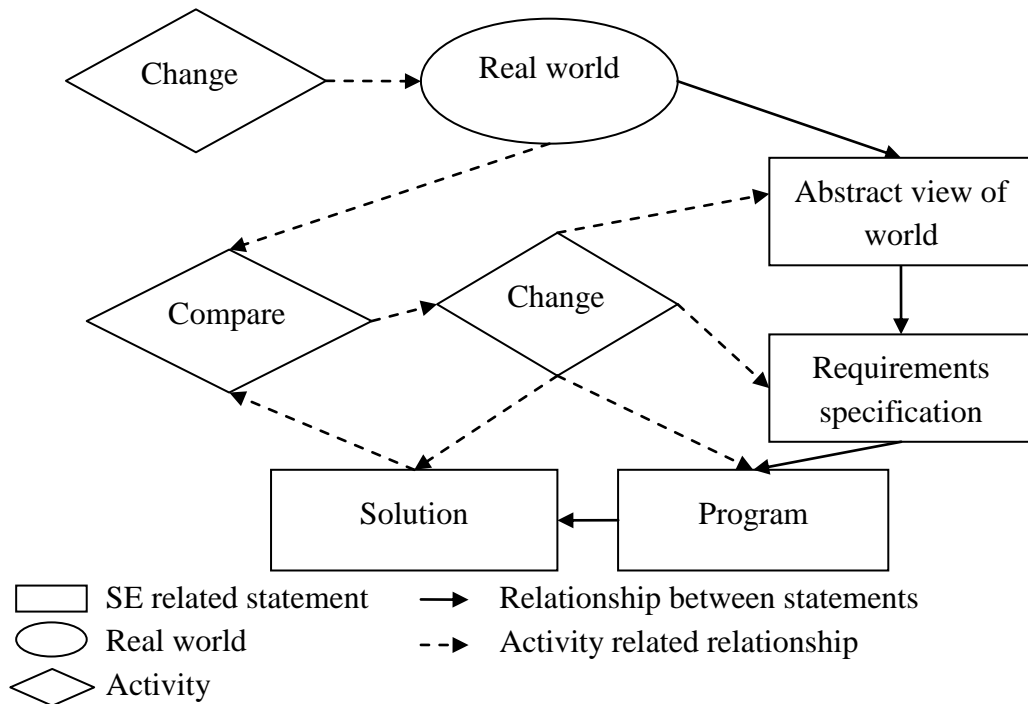 Change
Real world
Abstract view of
world
Compare
Change
Requirements
specification
Solution
Program
SE related statement
Relationship between statements
Real world
Activity related relationship
Activity